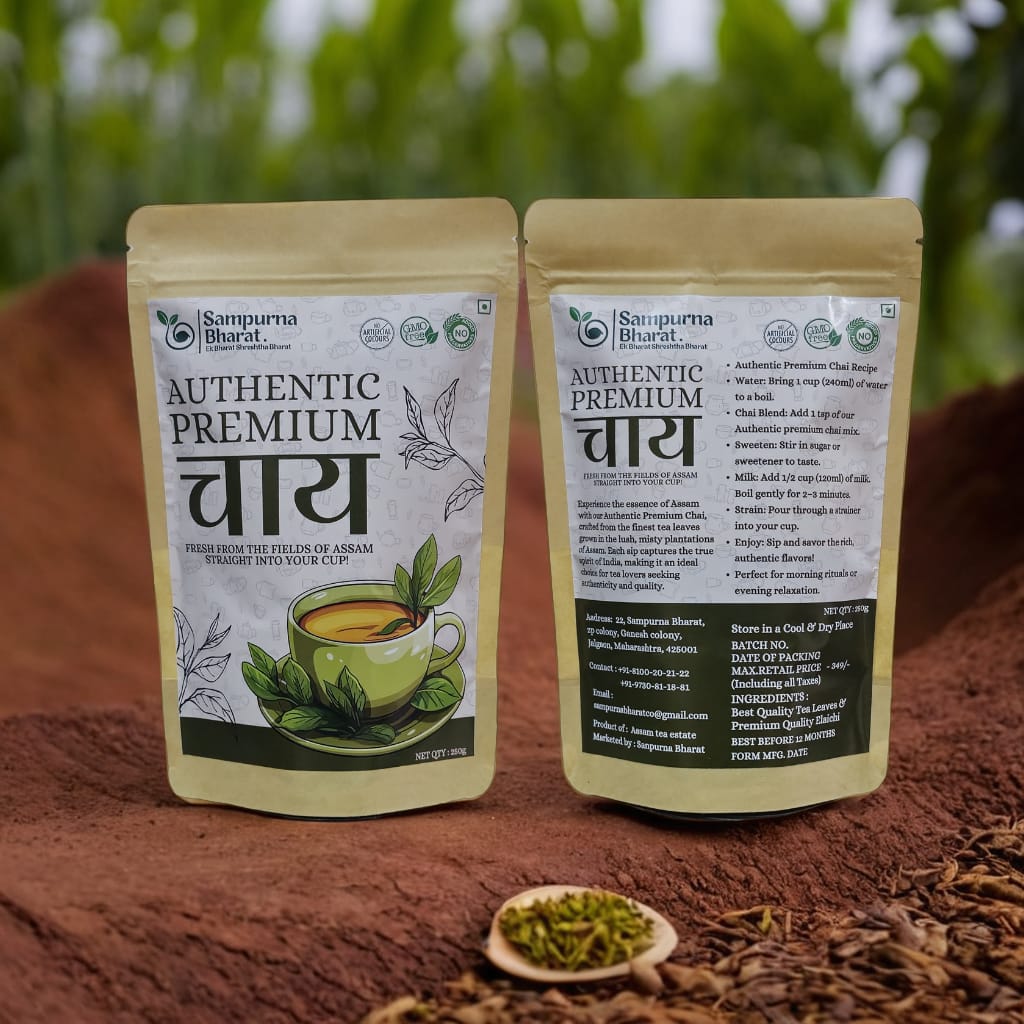 Sampurna
Bharat .
Ek Bharat Shreshtha Bharat
NO
ARTIFICIAL
COLOURS
GMO
free
NO
AUTHENTIC
PREMIUM
चाय
FRESH FROM THE FIELDS OF ASSAM
STRAIGHT INTO YOUR CUP!
NET QTY : 250g
Sampurna
Bharat .
Ek Bharat Shreshtha Bharat
NO
ARTIFICIAL
COLOURS
GMO
free
NO
AUTHENTIC
PREMIUM
चाय
FRESH FROM THE FIELDS OF ASSAM
STRAIGHT INTO YOUR CUP!
Experience the essence of Assam
with our Authentic Premium Chai,
crafted from the finest tea leaves
grown in the lush, misty plantations
of Assam. Each sip captures the true
spirit of India, making it an ideal
choice for tea lovers seeking
authenticity and quality.
• Authentic Premium Chai Recipe
• Water: Bring 1 cup (240ml) of water
to a boil.
• Chai Blend: Add 1 tsp of our
Authentic premium chai mix.
• Sweeten: Stir in sugar or
sweetener to taste.
• Milk: Add 1/2 cup (120ml) of milk.
Boil gently for 2-3 minutes.
• Strain: Pour through a strainer
into your cup.
• Enjoy: Sip and savor the rich,
authentic flavors!
• Perfect for morning rituals or
evening relaxation.
Aadress: 22, Sampurna Bharat,
colony, Ganesh colony,
Jalgaon, Maharashtra, 425001
Contact : +91-8100-20-21-22
+91-9730-81-18-81
Email :
sampurnabharatco@gmail.com
Product of : Assam tea estate
Marketed by : Sanpurna Bharat
NET QTY : 250g
Store in a Cool & Dry Place
BATCH NO.
DATE OF PACKING
MAX.RETAIL PRICE - 349/-
(Including all Taxes)
INGREDIENTS :
Best Quality Tea Leaves &
Premium Quality Elaichi
BEST BEFORE 12 MONTHS
FORM MFG. DATE